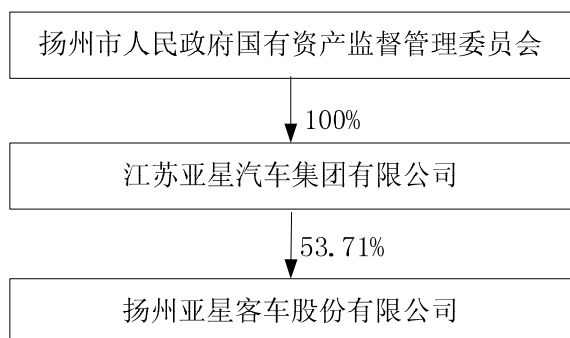 扬州市人民政府国有资产监督管理委员会
100%
江苏亚星汽车集团有限公司
53.71%
扬州亚星客车股份有限公司